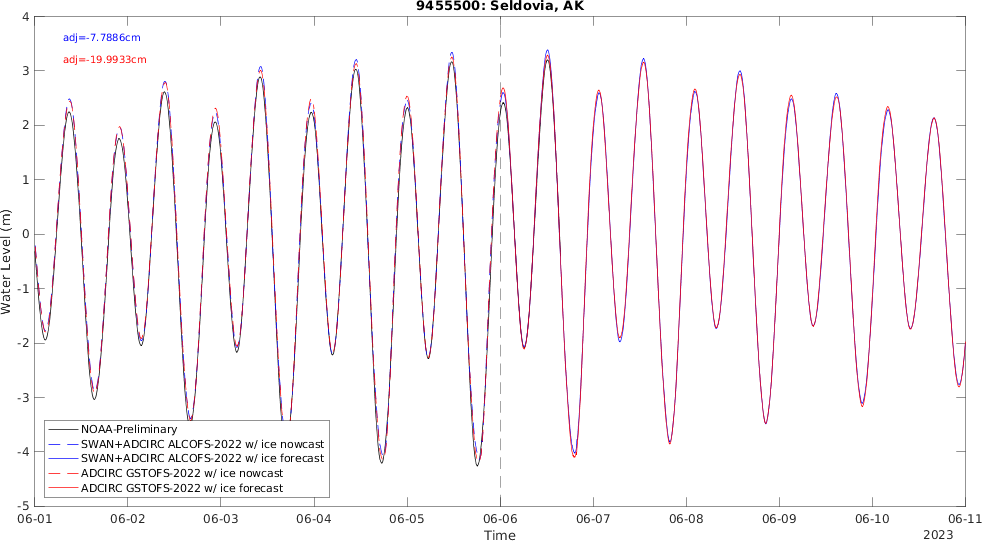 9455500: Seldovia, AK
adj=-7.7886cm
adj=-19.9933cm
4
3
2
1
0
-1
-2
-3
-4
-5
Water Level (m)
NOAA-Preliminary
SWAN+ADCIRC ALCOFS-2022 w/ ice nowcast
SWAN+ADCIRC ALCOFS-2022 w/ ice forecast
ADCIRC GSTOFS-2022 w/ ice nowcast
ADCIRC GSTOFS-2022 w/ ice forecast
06-01 06-02 06-03 06-04 06-05 06-06 06-07 06-08 06-09 06-10 06-11
Time
2023